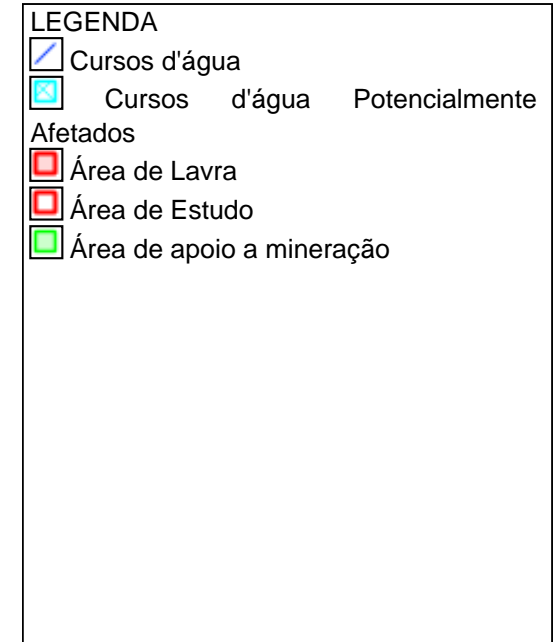 LEGENDA
Cursos d'água
Cursos d'água Potencialmente
Afetados
Área de Lavra
Área de Estudo
Área de apoio a mineração